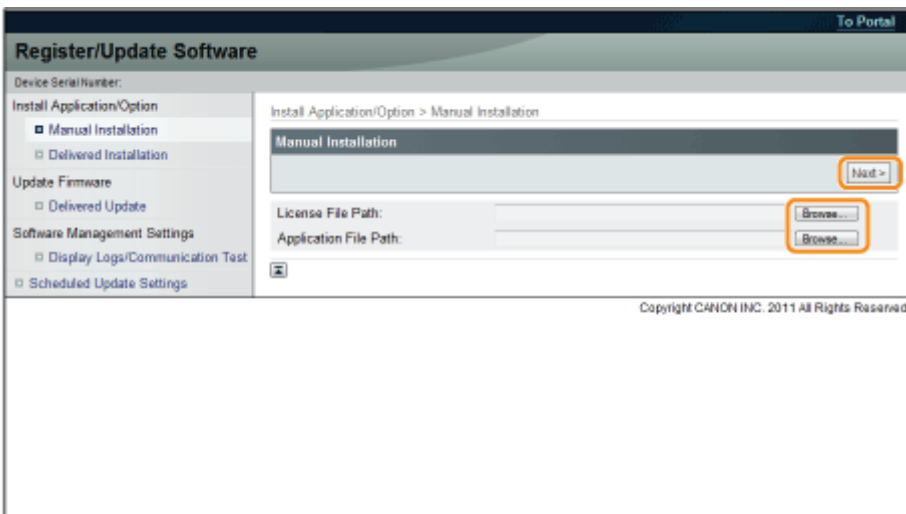 To Portal
Register/Update Software
Device Serial Number:
Install Application/Option
Manual Installation
Delivered Installation
Update Firmware
Delivered Update
Software Management Settings
Display Logs/Communication Test
Scheduled Update Settings
Install Application/Option > Manual Installation
Manual Installation
Next >
License File Path:
Browse...
Application File Path:
Browse...
Copyright CANON INC. 2011 All Rights Reserved